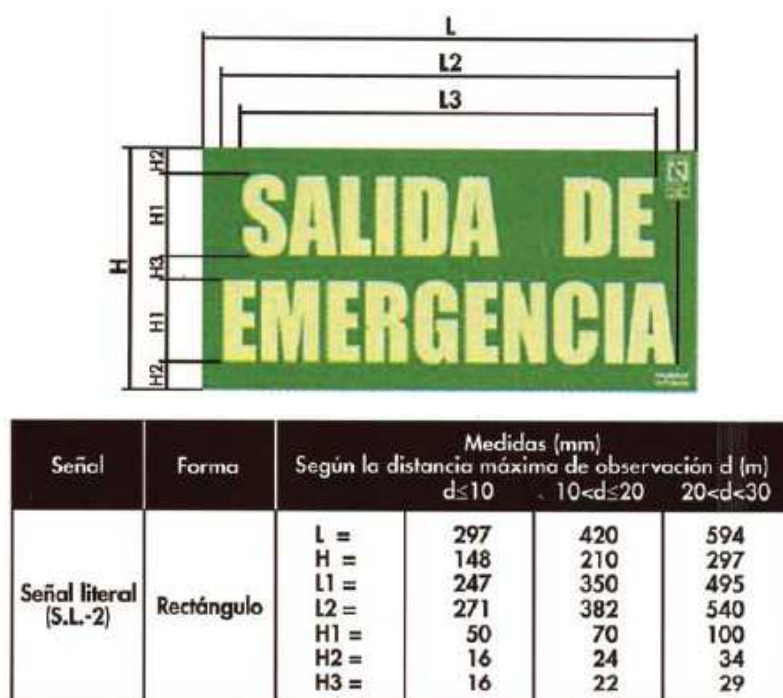 L
L2
L3
H2
H1
H
H3
H1
H2
SALIDA DE
EMERGENCIA
Señal Forma Medidas (mm)
Según la distancia máxima de observación d (m)
d≤10 10<d≤20 20<d<30
Señal literal
(S.L.-2)
Rectángulo
L = 297 420 594
H = 148 210 297
L1 = 247 350 495
L2 = 271 382 540
H1 = 50 70 100
H2 = 16 24 34
H3 = 16 22 29